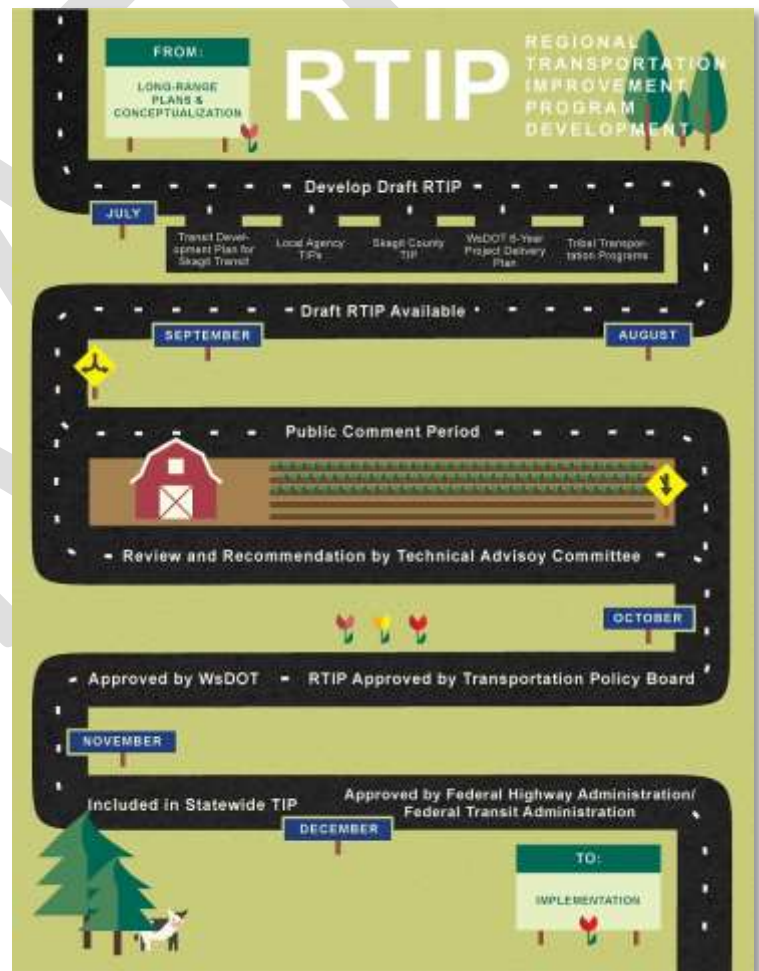 FROM:
LONG-RANGE
PLANS &
CONCEPTUALIZATION
RTIP
REGIONAL
TRANSPORTATION
IMPROVEMENT
PROGRAM
DEVELOPMENT
Develop Draft RTIP
JULY
Transit Devel-
opment Plan for
Skagit Transit
Local Agency
TIPs
Skagit County
TIP
WsDOT 6-Year
Project Delivery
Plan
Tribal Transpor-
tation Programs
Draft RTIP Available
SEPTEMBER
AUGUST
Public Comment Period
Review and Recommendation by Technical Advisoy Committee
OCTOBER
Approved by WsDOT
RTIP Approved by Transportation Policy Board
NOVEMBER
Included in Statewide TIP
Approved by Federal Highway Administration/
Federal Transit Administration
DECEMBER
TO:
IMPLEMENTATION